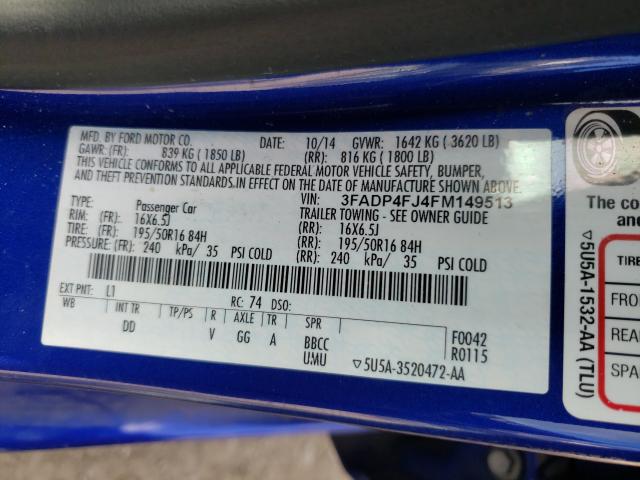 MFD. BY FORD MOTOR CO. DATE: 10/14 GVWR: 1642 KG ( 3620 LB)
GAWR: (FR): 839 KG ( 1850 LB) (RR): 816 KG ( 1800 LB)
THIS VEHICLE CONFORMS TO ALL APPLICABLE FEDERAL MOTOR VEHICLE SAFETY, BUMPER,
AND THEFT PREVENTION STANDARDS IN EFFECT ON THE DATE OF MANUFACTURE SHOWN ABOVE.
VIN: 3FADP4FJ4FM149513
TYPE: Passenger Car TRAILER TOWING - SEE OWNER GUIDE
RIM: (FR): 16X6.5J (RR): 16X6.5J
TIRE: (FR): 195/50R16 84H (RR): 195/50R16 84H
PRESSURE: (FR): 240 kPa/ 35 PSI COLD (RR): 240 kPa/ 35 PSI COLD
EXT PNT: L1 RC: 74 DSO:
WB INT TR TP/PS R AXLE TR SPR
DD V GG A BBCC F0042
UMU R0115
▽5U5A-3520472-AA
The co
and
▽5U5A-1532-AA (TLU)
TIRE
FRO
REA
SPA